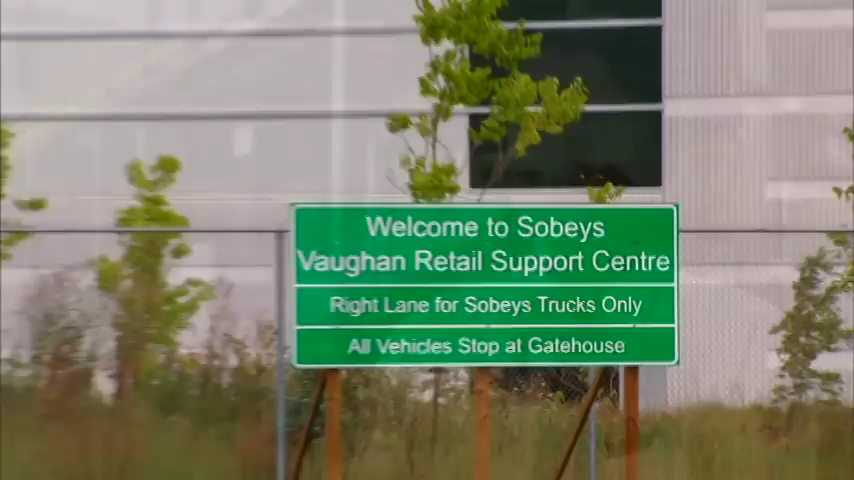 Welcome to Sobeys
Vaughan Retail Support Centre
Right Lane for Sobeys Trucks Only
All Vehicles Stop at Gatehouse